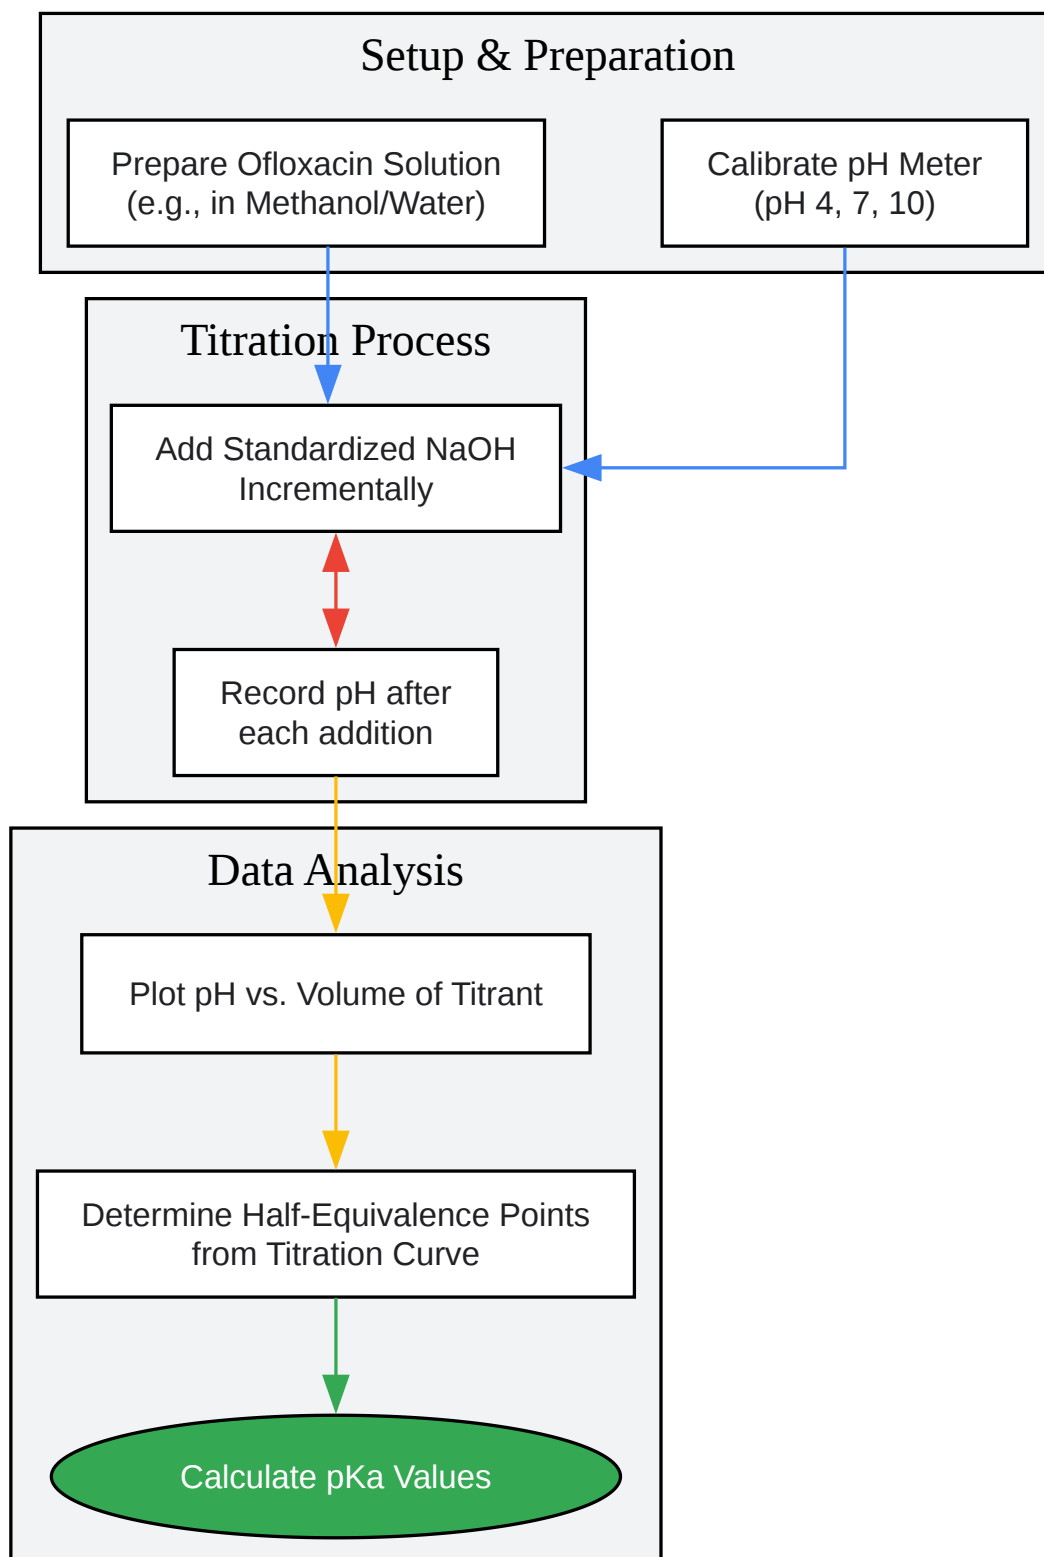 Setup & Preparation
Prepare Ofloxacin Solution
(e.g., in Methanol/Water)
Calibrate pH Meter
(pH 4, 7, 10)
Titration Process
Add Standardized NaOH
Incrementally
Record pH after
each addition
Data Analysis
Plot pH vs. Volume of Titrant
Determine Half-Equivalence Points
from Titration Curve
Calculate pKa Values